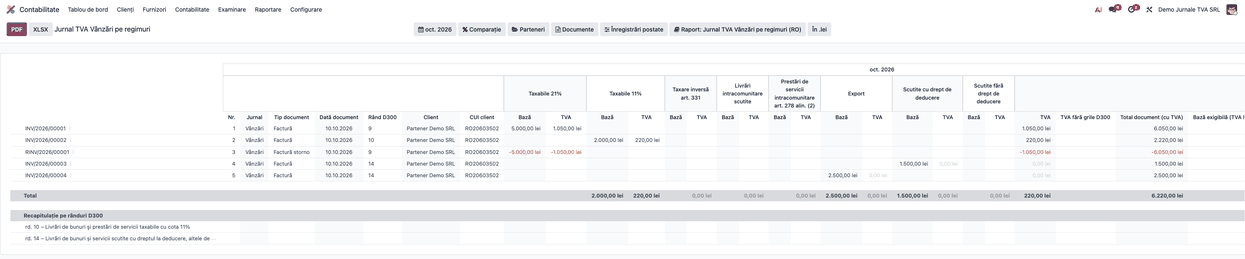 Contabilitate Tablou de bord Clienți Furnizori Contabilitate Examinare Raportare Configurare Demo Jurnale TVA SRL
PDF XLSX Jurnal TVA Vânzări pe regimuri oct. 2026 Comparație Parteneri Documente Înregistrări postate Raport: Jurnal TVA Vânzări pe regimuri (RO) În .lei
oct. 2026
Taxabile 21% Taxabile 11% Taxare inversă art. 331 Livrări intracomunitare scutite Prestări de servicii intracomunitare art. 278 alin. (2) Export Scutite cu drept de deducere Scutite fără drept de deducere
Nr. Jurnal Tip document Dată document Rând D300 Client CUI client Bază TVA Bază TVA Bază TVA Bază TVA Bază TVA Bază TVA Bază TVA Bază TVA TVA TVA fără grile D300 Total document (cu TVA) Bază exigibilă (TVA l
INV/2026/00001 1 Vânzări Factură 10.10.2026 9 Partener Demo SRL RO20603502 5.000,00 lei 1.050,00 lei 1.050,00 lei 6.050,00 lei
INV/2026/00002 2 Vânzări Factură 10.10.2026 10 Partener Demo SRL RO20603502 2.000,00 lei 220,00 lei 220,00 lei 2.220,00 lei
RINV/2026/00001 3 Vânzări Factură storno 10.10.2026 9 Partener Demo SRL RO20603502 -5.000,00 lei -1.050,00 lei -1.050,00 lei -6.050,00 lei
INV/2026/00003 4 Vânzări Factură 10.10.2026 14 Partener Demo SRL RO20603502 1.500,00 lei 0,00 lei 0,00 lei 1.500,00 lei
INV/2026/00004 5 Vânzări Factură 10.10.2026 14 Partener Demo SRL RO20603502 2.500,00 lei 0,00 lei 0,00 lei 2.500,00 lei
Total 2.000,00 lei 220,00 lei 0,00 lei 0,00 lei 0,00 lei 2.500,00 lei 0,00 lei 1.500,00 lei 0,00 lei 0,00 lei 220,00 lei 6.220,00 lei
Recapitulație pe rânduri D300
rd. 10 – Livrări de bunuri și prestări de servicii taxabile cu cota 11%
rd. 14 – Livrări de bunuri și servicii scutite cu dreptul la deducere, altele de ...